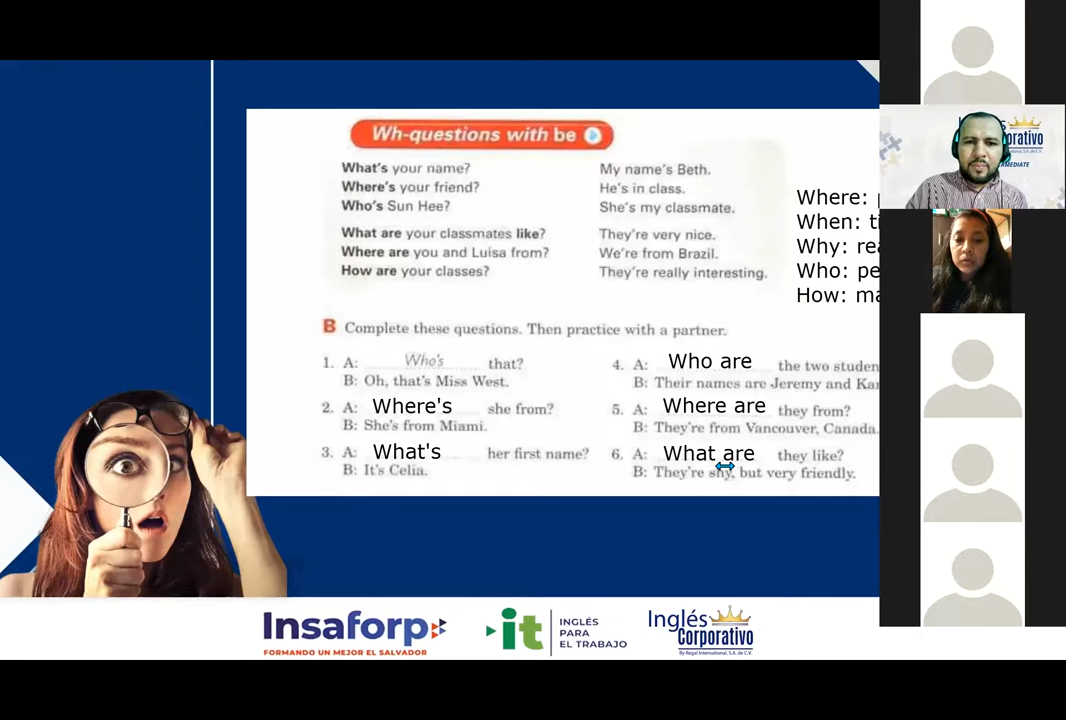 Wh-questions with be
What's your name?
My name's Beth.
Where's your friend?
He's in class.
Who's Sun Hee?
She's my classmate.
What are your classmates like?
They're very nice.
Where are you and Luisa from?
We're from Brazil.
How are your classes?
They're really interesting.
Where:
When:
Why:
Who:
How:
B Complete these questions. Then practice with a partner.
1. A: Who's that?
B: Oh, that's Miss West.
2. A: Where's she from?
B: She's from Miami.
3. A: What's her first name?
B: It's Celia.
4. A: Who are the two studen
B: Their names are Jeremy and Ka
5. A: Where are they from?
B: They're from Vancouver, Canada.
6. A: What are they like?
B: They're shy, but very friendly.
Insaforp
FORMANDO UN MEJOR EL SALVADOR
it
INGLÉS
PARA
EL TRABAJO
Inglés
Corporativo
By Regal International, S.A. de C.V.